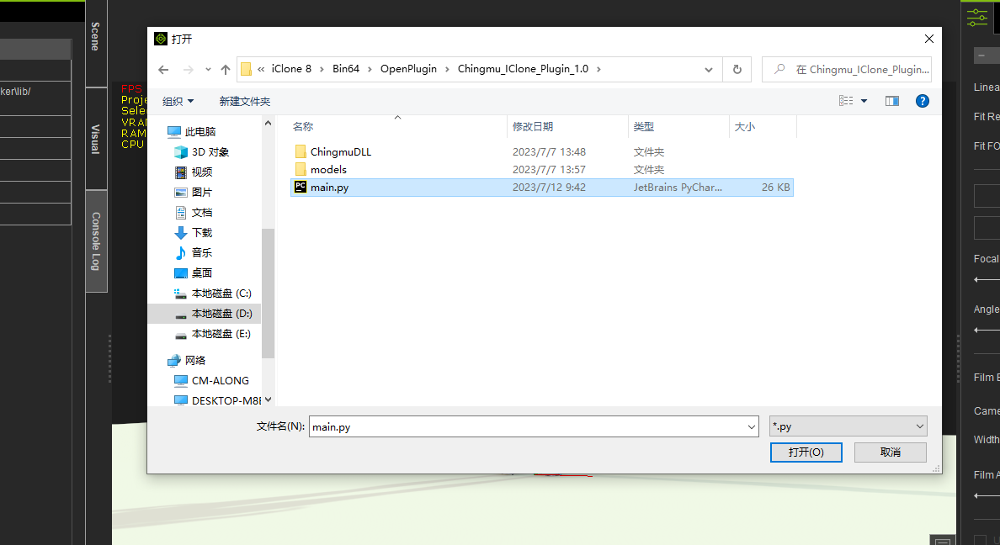 打开
« iClone 8 › Bin64 › OpenPlugin › Chingmu_IClone_Plugin_1.0 ›
在 Chingmu_IClone_Plugin...
组织
新建文件夹
此电脑
3D 对象
视频
图片
文档
下载
音乐
桌面
本地磁盘 (C:)
本地磁盘 (D:)
本地磁盘 (E:)
网络
CM-ALONG
DESKTOP-M8
名称 修改日期 类型 大小
ChingmuDLL 2023/7/7 13:48 文件夹
models 2023/7/7 13:57 文件夹
main.py 2023/7/12 9:42 JetBrains PyChar... 26 KB
文件名(N): main.py
*.py
打开(O) 取消
Scene
Visual
Console Log
ker\lib/
FPS
Proje
Selec
VRAM
RAM
CPU
Linea
Fit Re
Fit FO
Focal
Angle
Film
Came
Width
Film A